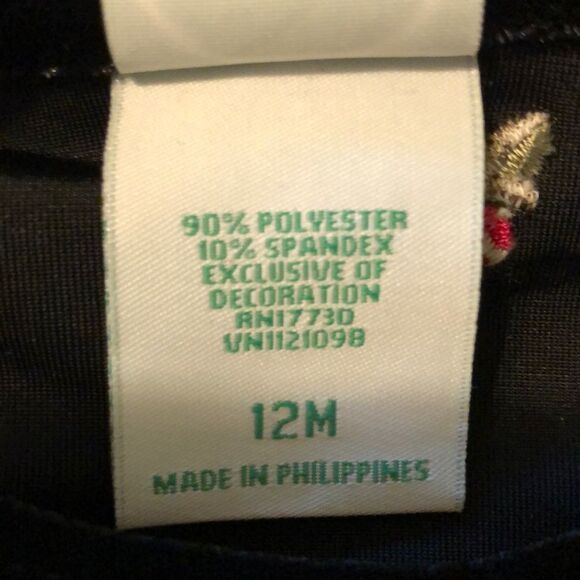 90% POLYESTER
10% SPANDEX
EXCLUSIVE OF
DECORATION
RN17730
VN1121098
12M
MADE IN PHILIPPINES